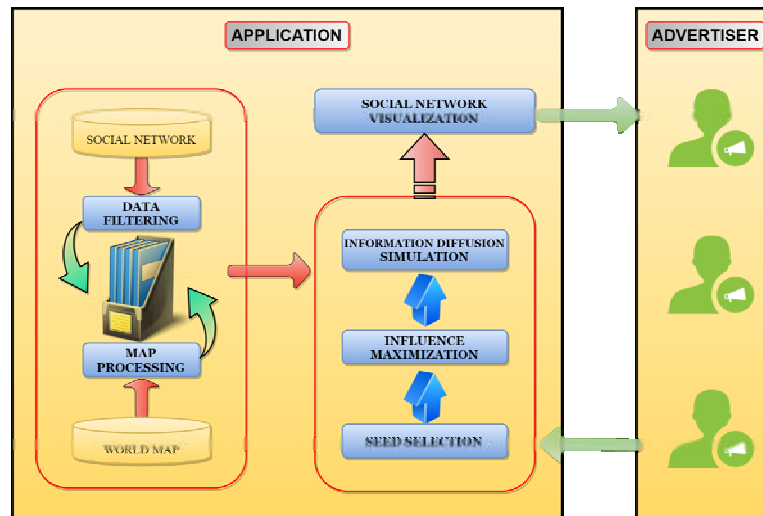 APPLICATION
ADVERTISER
SOCIAL NETWORK
DATA
FILTERING
MAP
PROCESSING
WORLD MAP
SOCIAL NETWORK
VISUALIZATION
INFORMATION DIFFUSION
SIMULATION
INFLUENCE
MAXIMIZATION
SEED SELECTION